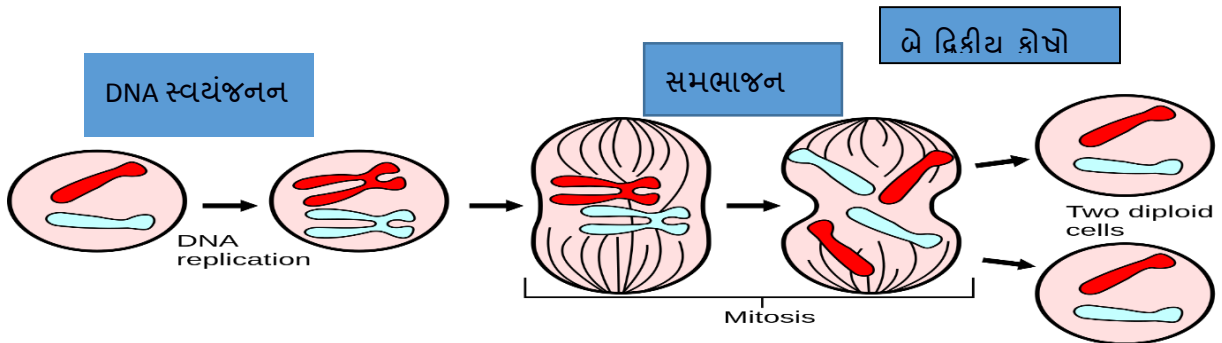 બે દ્વિકીય કોષો
DNA સ્વયંજનન
સમભાજન
DNA
replication
Mitosis
Two diploid
cells